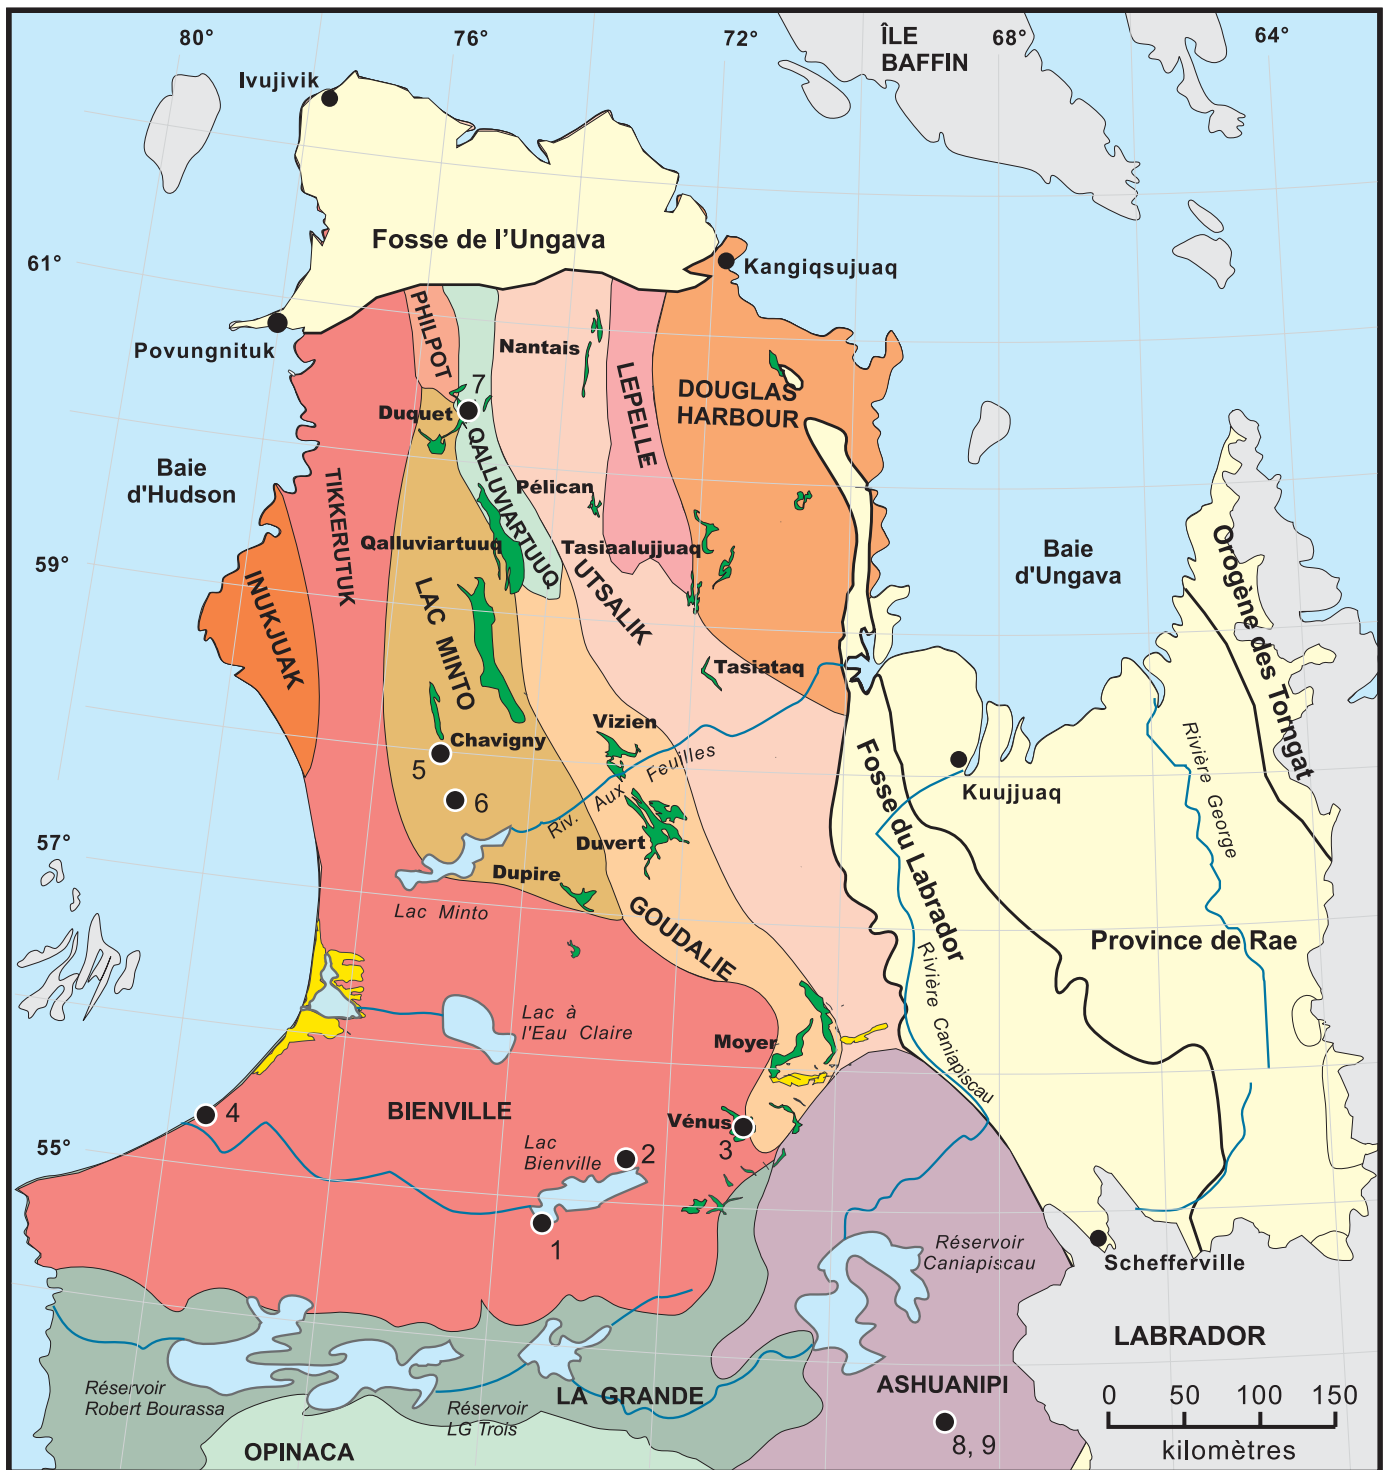 80°
76°
72°
68°
64°
ÎLE
BAFFIN
Ivujivik
Fosse de l'Ungava
61°
Kangiqsujuaq
Povungnituk
PHILPOT
Nantais
LEPELLE
DOUGLAS
HARBOUR
7
Duquet
QALLUVIARTUUQ
Baie
d'Hudson
TIKKERUTUK
Pélican
Qalluviartuuq
Tasiaalujjuaq
59°
Baie
d'Ungava
Orogène des Torngat
INUKJUAK
LAC MINTO
UTSALIK
Tasiataq
Vizien
Chavigny
5
6
Riv. Aux Feuilles
Fosse du Labrador
Kuujjuaq
Rivière George
57°
Duvert
Dupire
Lac Minto
GOUDALIE
Province de Rae
Rivière Caniapiscau
Lac à
l'Eau Claire
Moyer
BIENVILLE
4
Vénus
3
55°
Lac
Bienville
2
1
Réservoir
Caniapiscau
Schefferville
LABRADOR
Réservoir
Robert Bourassa
Réservoir
LG Trois
LA GRANDE
ASHUANIPI
0
50
100
150
kilomètres
8, 9
OPINACA